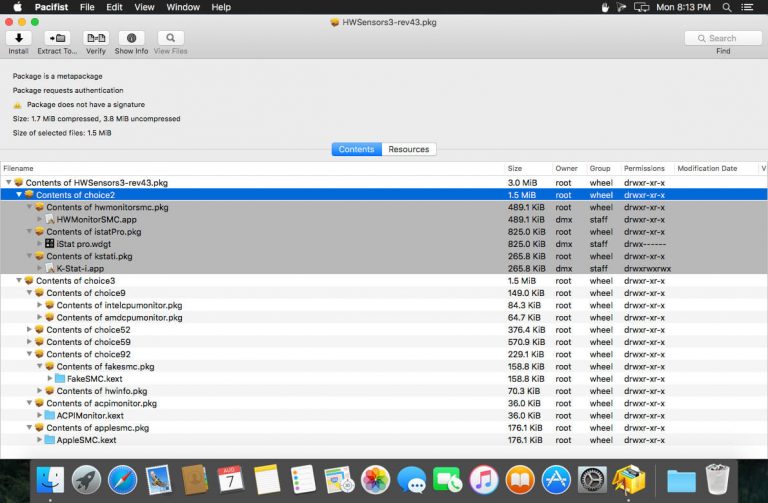 Pacifist File Edit View Window Help Mon 8:13 PM
HWSensors3-rev43.pkg
Install Extract To... Verify Show Info View Files Search
Find
Package is a metapackage
Package requests authentication
Package does not have a signature
Size: 1.7 MiB compressed, 3.8 MiB uncompressed
Size of selected files: 1.5 MiB
Contents Resources
Filename Size Owner Group Permissions Modification Date V
Contents of HWSensors3-rev43.pkg 3.0 MiB root wheel drwxr-xr-x
Contents of choice2 1.5 MiB root wheel drwxr-xr-x
Contents of hwmonitorsmc.pkg 489.1 KiB root wheel drwxr-xr-x
HWMonitorSMC.app 489.1 KiB dmx staff drwxr-xr-x
Contents of istatPro.pkg 825.0 KiB root wheel drwxr-xr-x
iStat pro.wdgt 825.0 KiB dmx staff drwx------
Contents of kstati.pkg 265.8 KiB root wheel drwxr-xr-x
K-Stat-i.app 265.8 KiB dmx staff drwxrwxrwx
Contents of choice3 1.5 MiB root wheel drwxr-xr-x
Contents of choice9 149.0 KiB root wheel drwxr-xr-x
Contents of intelcpumonitor.pkg 84.3 KiB root wheel drwxr-xr-x
Contents of amdcpumonitor.pkg 64.7 KiB root wheel drwxr-xr-x
Contents of choice52 376.4 KiB root wheel drwxr-xr-x
Contents of choice59 570.9 KiB root wheel drwxr-xr-x
Contents of choice92 229.1 KiB root wheel drwxr-xr-x
Contents of fakesmc.pkg 158.8 KiB root wheel drwxr-xr-x
FakeSMC.kext 158.8 KiB root wheel drwxr-xr-x
Contents of hwinfo.pkg 70.3 KiB root wheel drwxr-xr-x
Contents of acpimonitor.pkg 36.0 KiB root wheel drwxr-xr-x
ACPIMonitor.kext 36.0 KiB root wheel drwxr-xr-x
Contents of applesmc.pkg 176.1 KiB root wheel drwxr-xr-x
AppleSMC.kext 176.1 KiB root wheel drwxr-xr-x
AUG
7